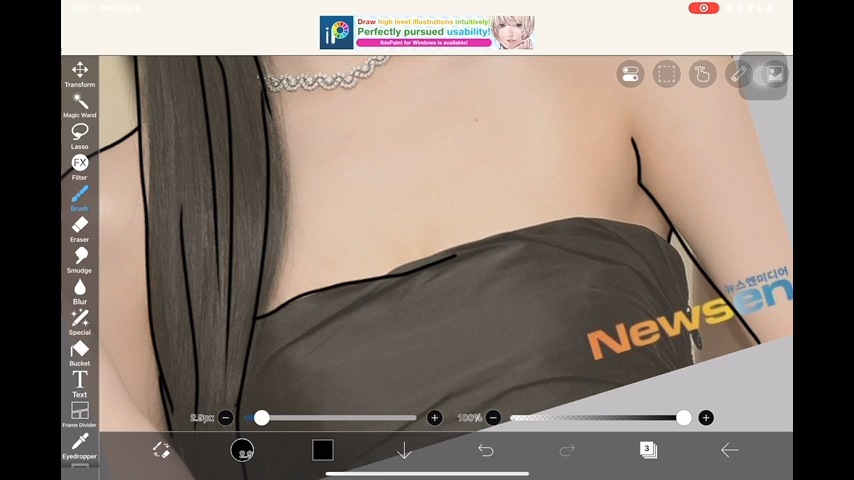 Draw high level illustrations intuitively!
Perfectly pursued usability!
ibisPaint for Windows is available!
Transform
Magic Wand
Lasso
FX
Filter
Brush
Eraser
Smudge
Blur
Special
Bucket
T
Text
Frame Divider
Eyedropper
뉴스엔미디어
Newsen
2.9px
100%
2.9
3